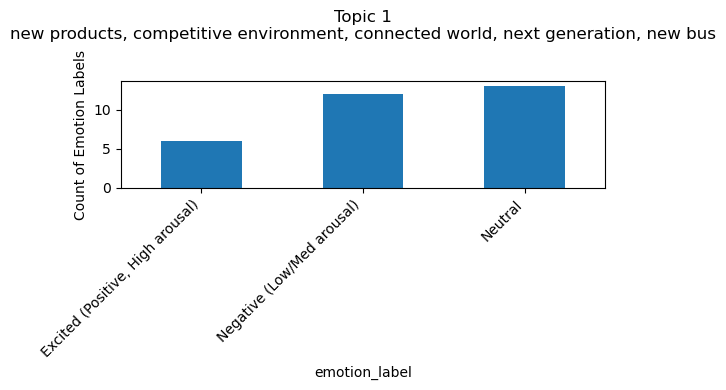 Topic 1
new products, competitive environment, connected world, next generation, new bus
Count of Emotion Labels
10
5
0
Excited (Positive, High arousal)
Negative (Low/Med arousal)
Neutral
emotion_label